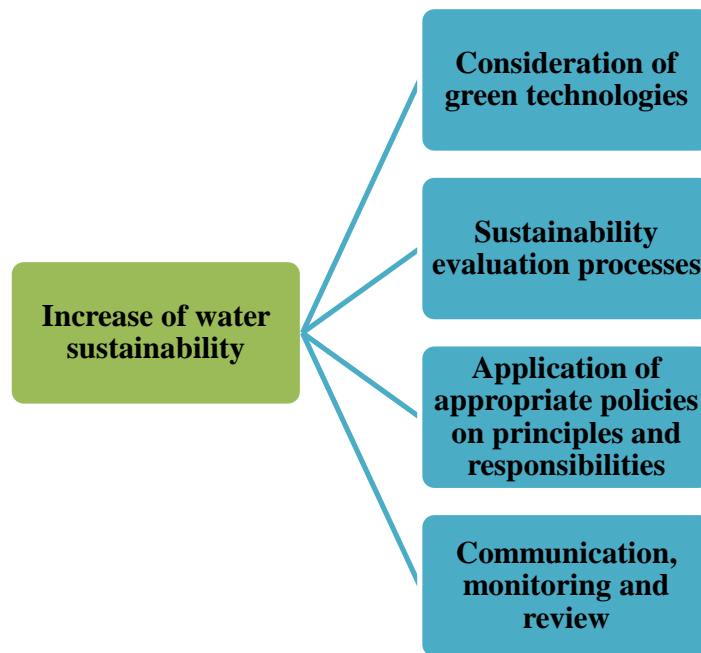 Consideration of
green technologies
Sustainability
evaluation processes
Increase of water
sustainability
Application of
appropriate policies
on principles and
responsibilities
Communication,
monitoring and
review